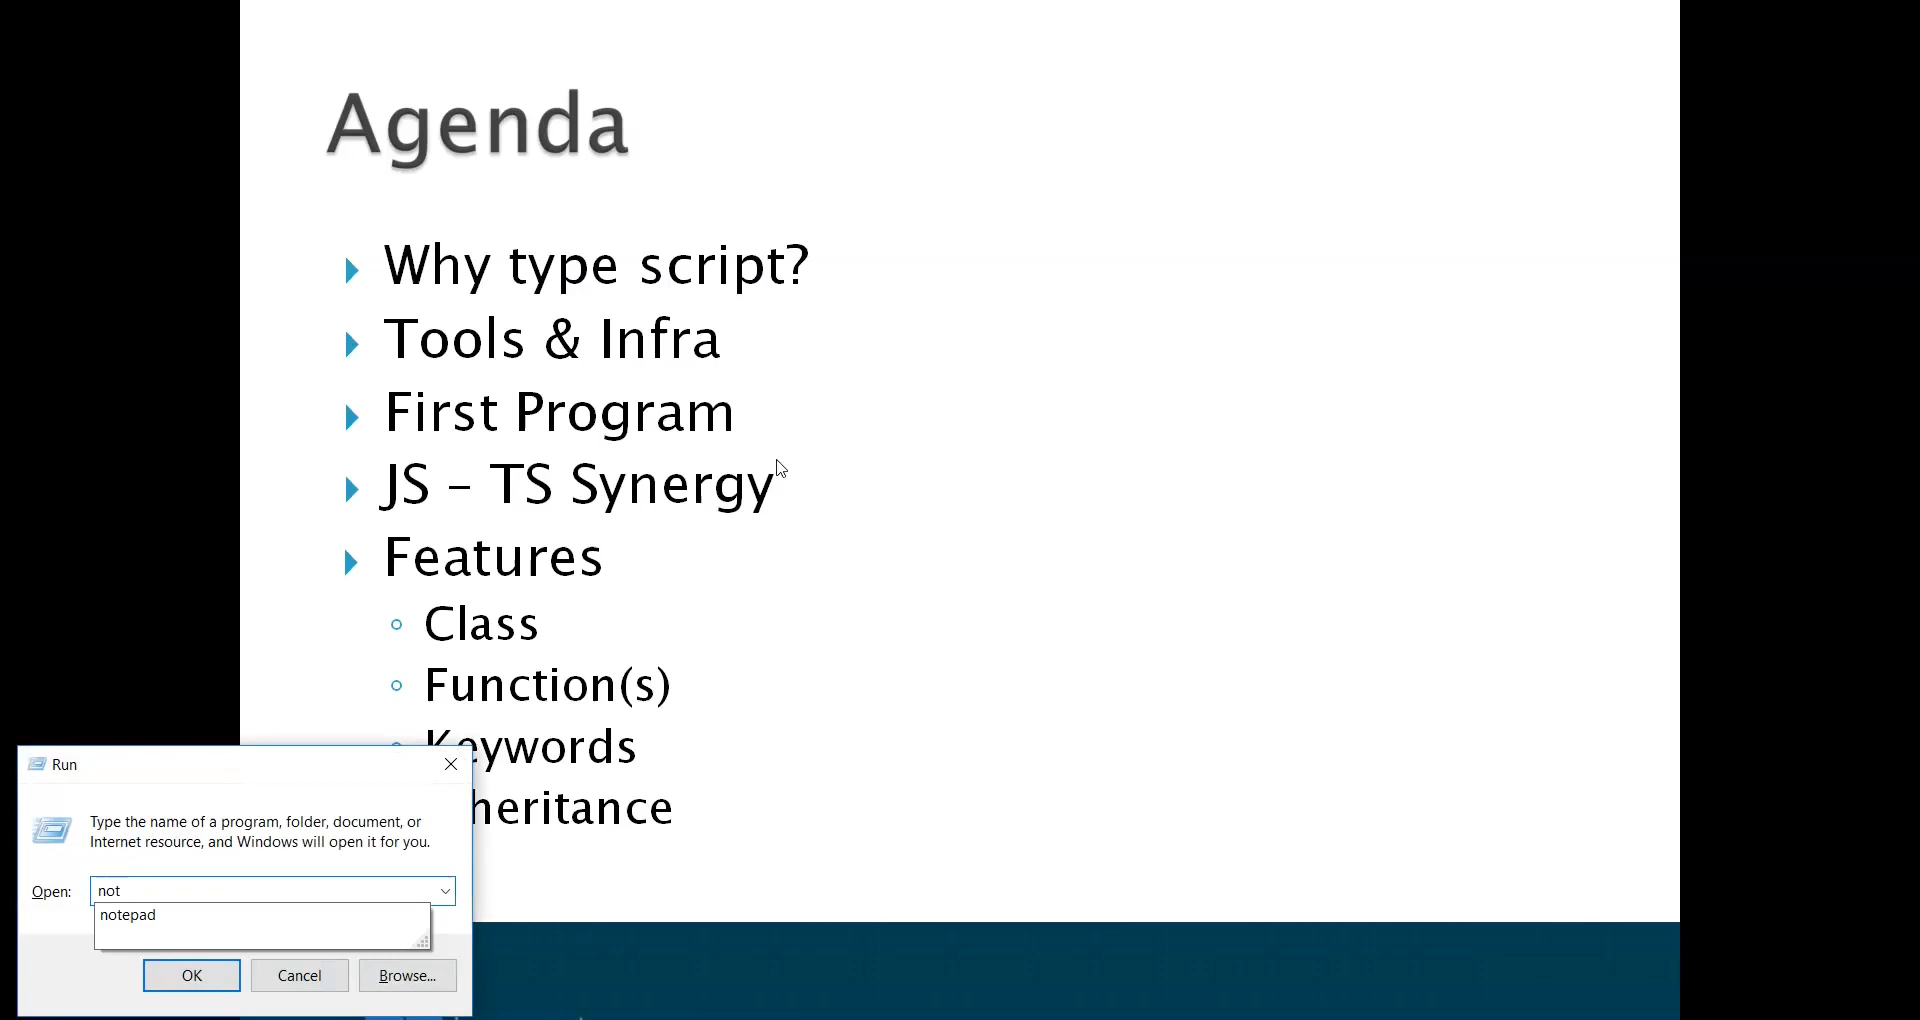 Agenda
Why type script?
Tools & Infra
First Program
JS – TS Synergy
Features
Class
Function(s)
Keywords
heritance
Run
Type the name of a program, folder, document, or
Internet resource, and Windows will open it for you.
Open: not
notepad
OK Cancel Browse...